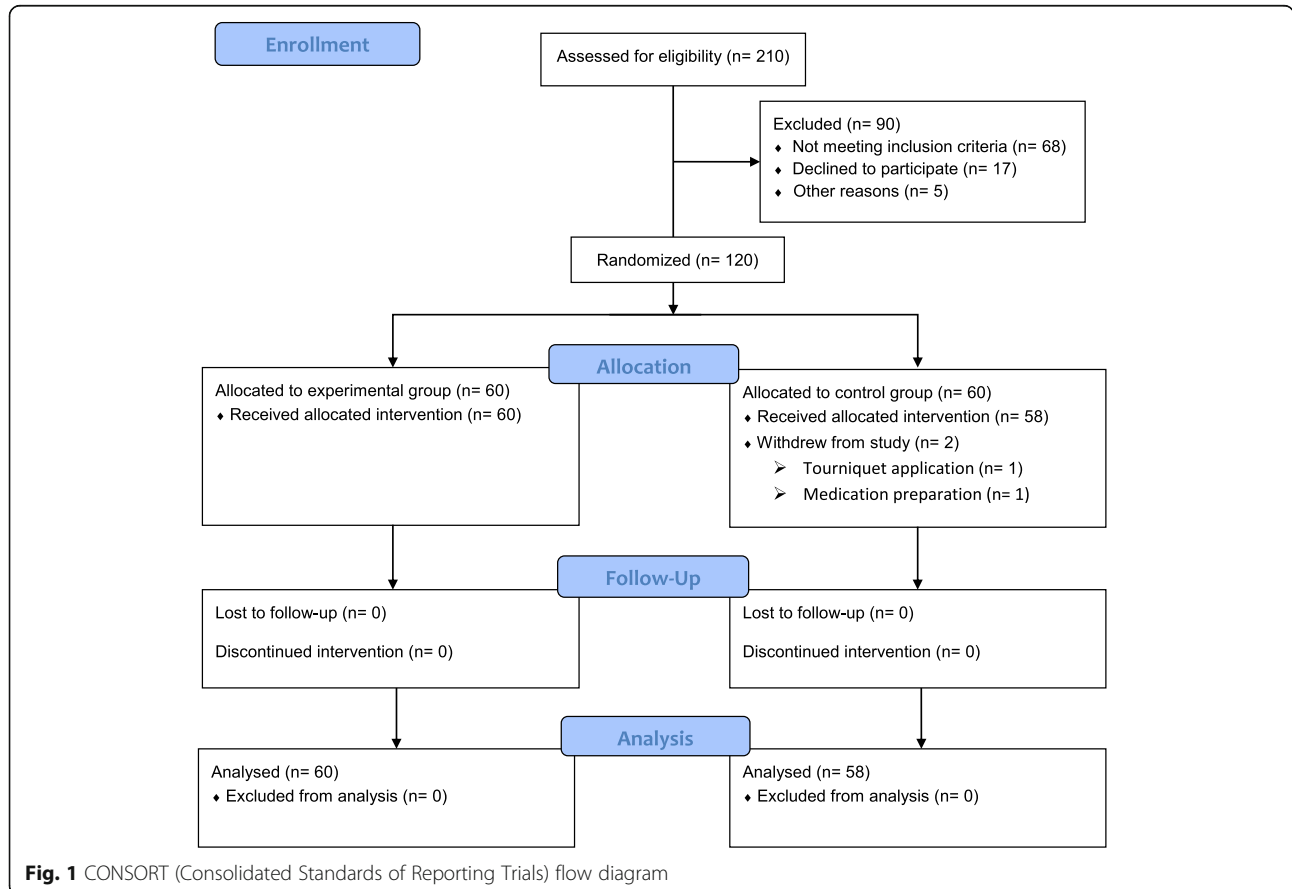 Enrollment
Assessed for eligibility (n= 210)
Excluded (n= 90)
♦ Not meeting inclusion criteria (n= 68)
♦ Declined to participate (n= 17)
♦ Other reasons (n= 5)
Randomized (n= 120)
Allocation
Allocated to experimental group (n= 60)
♦ Received allocated intervention (n= 60)
Allocated to control group (n= 60)
♦ Received allocated intervention (n= 58)
♦ Withdrew from study (n= 2)
➢ Tourniquet application (n= 1)
➢ Medication preparation (n= 1)
Follow-Up
Lost to follow-up (n= 0)
Discontinued intervention (n= 0)
Lost to follow-up (n= 0)
Discontinued intervention (n= 0)
Analysis
Analysed (n= 60)
♦ Excluded from analysis (n= 0)
Analysed (n= 58)
♦ Excluded from analysis (n= 0)
Fig. 1 CONSORT (Consolidated Standards of Reporting Trials) flow diagram